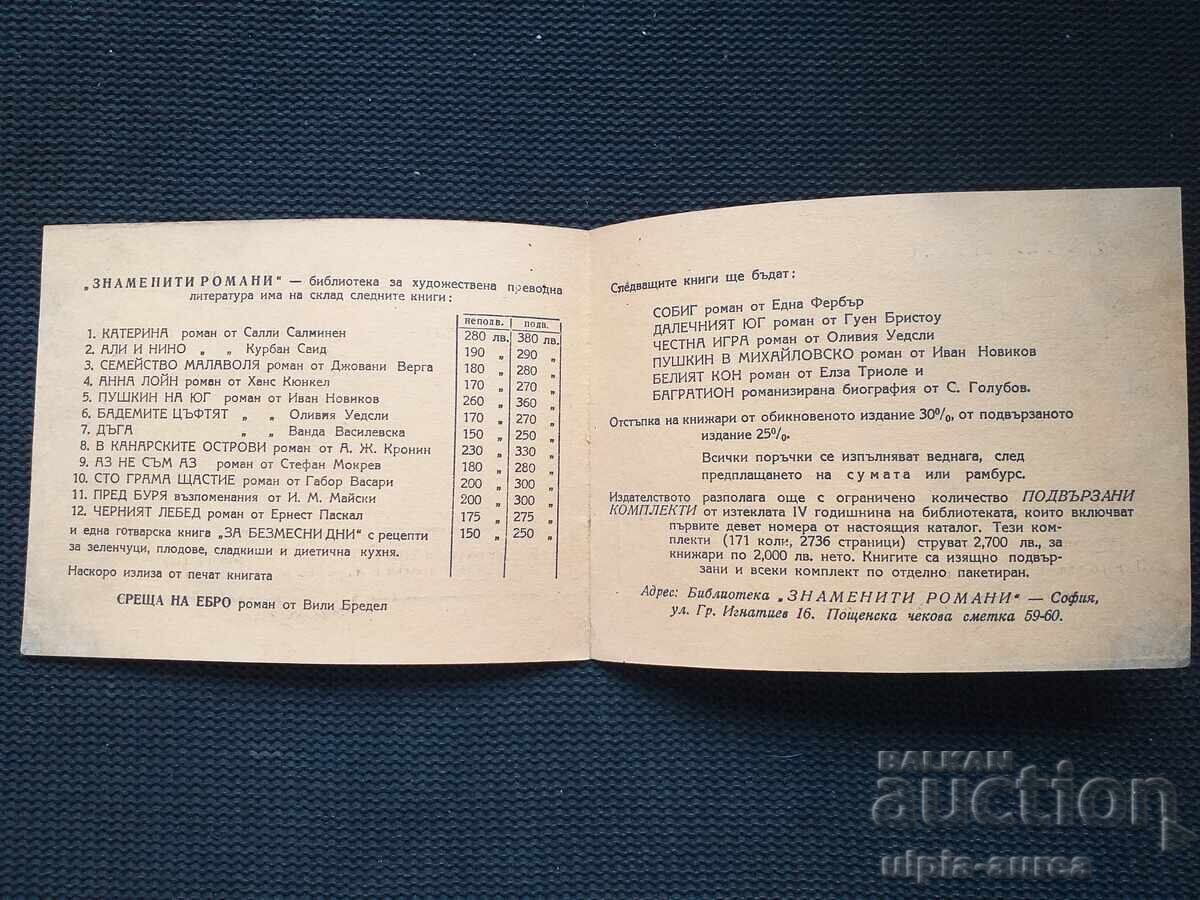 „ЗНАМЕНИТИ РОМАНИ“ — библиотека за художествена преводна
литература има на склад следните книги:
неподв. подв.
1. КАТЕРИНА роман от Салли Салминен 280 лв. 380 лв.
2. АЛИ И НИНО „ „ Курбан Саид 190 „ 290 „
3. СЕМЕЙСТВО МАЛАВОЛЯ роман от Джовани Верга 180 „ 280 „
4. АННА ЛОЙН роман от Ханс Кюнкел 170 „ 270 „
5. ПУШКИН НА ЮГ роман от Иван Новиков 260 „ 360 „
6. БАДЕМИТЕ ЦЪФТЯТ „ „ Оливия Уедсли 170 „ 270 „
7. ДЪГА „ „ Ванда Василевска 150 „ 250 „
8. В КАНАРСКИТЕ ОСТРОВИ роман от А. Ж. Кронин 230 „ 330 „
9. АЗ НЕ СЪМ АЗ роман от Стефан Мокрев 180 „ 280 „
10. СТО ГРАМА ЩАСТИЕ роман от Габор Васари 200 „ 300 „
11. ПРЕД БУРЯ възпоменания от И. М. Майски 200 „ 300 „
12. ЧЕРНИЯТ ЛЕБЕД роман от Ернест Паскал 175 „ 275 „
и една готварска книга „ЗА БЕЗМЕСНИ ДНИ“ с рецепти 150 „ 250 „
за зеленчуци, плодове, сладкиши и диетична кухня.
Наскоро излиза от печат книгата
СРЕЩА НА ЕБРО роман от Вили Бредел
Следващите книги ще бъдат:
СОБИГ роман от Една Фербър
ДАЛЕЧНИЯТ ЮГ роман от Гуен Бристоу
ЧЕСТНА ИГРА роман от Оливия Уедсли
ПУШКИН В МИХАЙЛОВСКО роман от Иван Новиков
БЕЛИЯТ КОН роман от Елза Триоле и
БАГРАТИОН романизирана биография от С. Голубов.
Отстъпка на книжари от обикновеното издание 30%, от подвързаното
издание 25%.
Всички поръчки се изпълняват веднага, след
предплащането на сумата или рамбурс.
Издателството разполага още с ограничено количество ПОДВЪРЗАНИ
КОМПЛЕКТИ от изтеклата IV годишнина на библиотеката, които включват
първите девет номера от настоящия каталог. Тези ком-
плекти (171 коли, 2736 страници) струват 2,700 лв., за
книжари по 2,000 лв. нето. Книгите са изящно подвър-
зани и всеки комплект по отделно пакетиран.
Адрес: Библиотека „ЗНАМЕНИТИ РОМАНИ“ — София,
ул. Гр. Игнатиев 16. Пощенска чекова сметка 59-60.
BALKAN
auction
ulpia-aurea